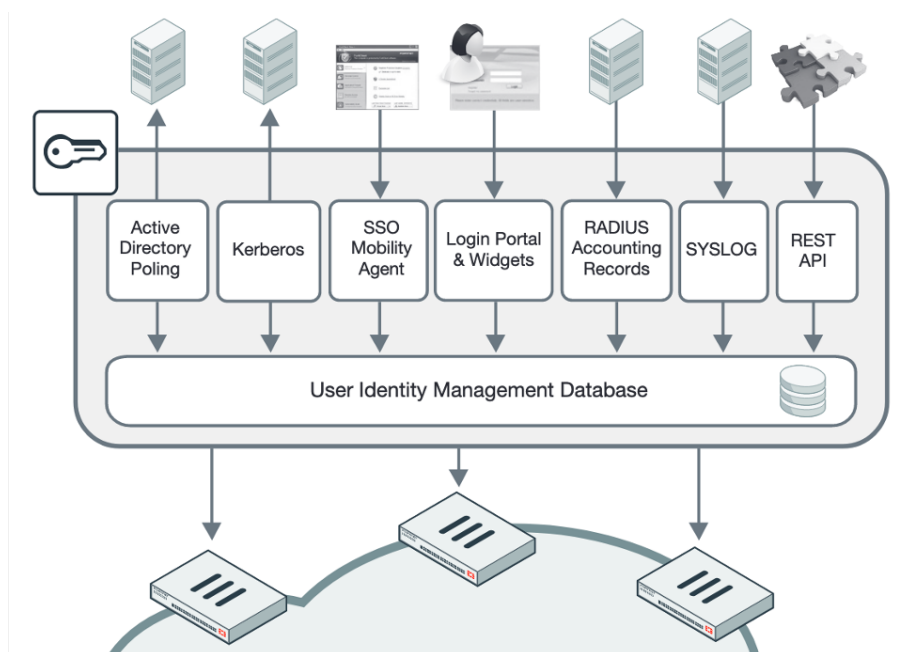 Active
Directory
Poling
Kerberos
SSO
Mobility
Agent
Login Portal
& Widgets
RADIUS
Accounting
Records
SYSLOG
REST
API
User Identity Management Database